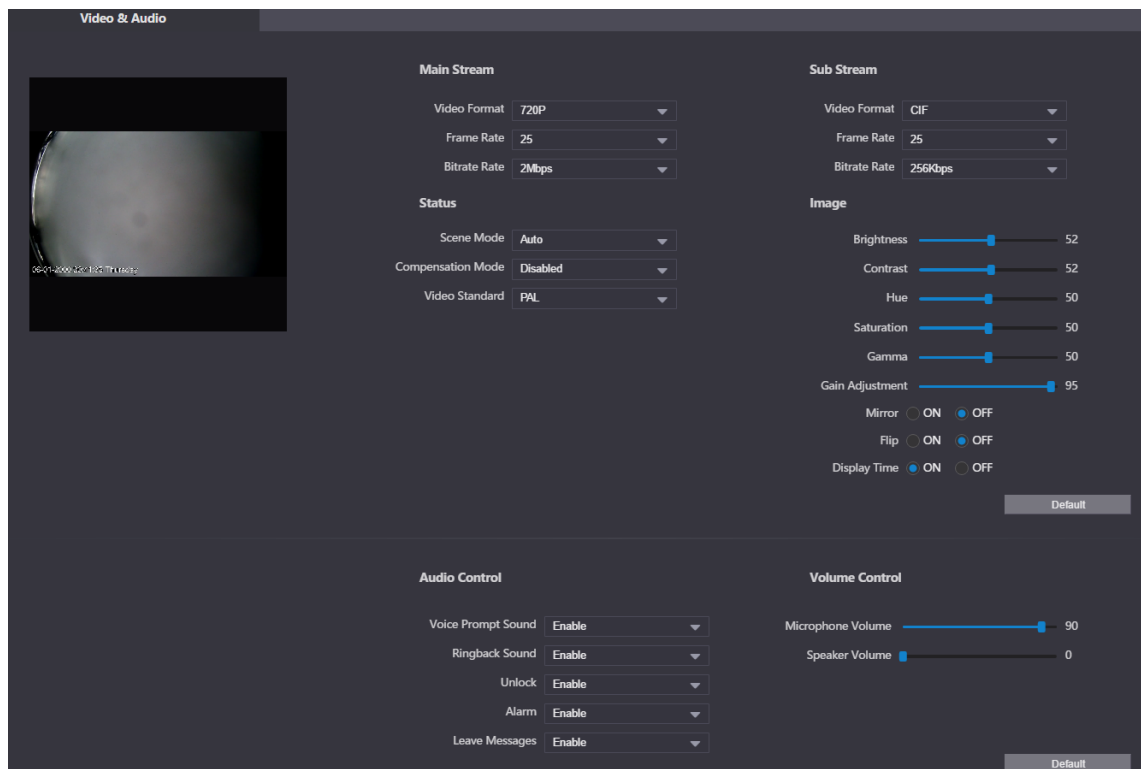 Video & Audio
Main Stream
Video Format 720P
Frame Rate 25
Bitrate Rate 2Mbps
Status
Scene Mode Auto
Compensation Mode Disabled
Video Standard PAL
Sub Stream
Video Format CIF
Frame Rate 25
Bitrate Rate 256Kbps
Image
Brightness 52
Contrast 52
Hue 50
Saturation 50
Gamma 50
Gain Adjustment 95
Mirror ON OFF
Flip ON OFF
Display Time ON OFF
Default
Audio Control
Voice Prompt Sound Enable
Ringback Sound Enable
Unlock Enable
Alarm Enable
Leave Messages Enable
Volume Control
Microphone Volume 90
Speaker Volume 0
Default